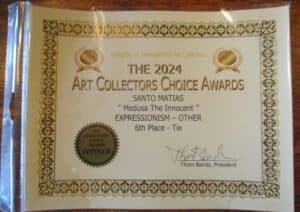 THE 2024
ART COLLECTORS CHOICE AWARDS
SANTO MATIAS
" Medusa The Innocent "
EXPRESSIONISM – OTHER
6th Place - Tie
WINNER
Thom Bierdz, President